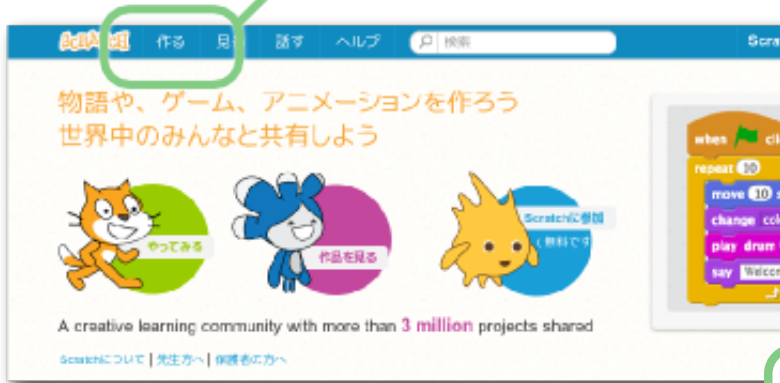 SCRATCH 作る 見る 話す ヘルプ 検索
物語や、ゲーム、アニメーションを作ろう
世界中のみんなと共有しよう
when
repeat 10
move 10
change
play drum
say
やってみる
作品を見る
Scratchに参加
(無料です
A creative learning community with more than 3 million projects shared
Scratchについて | 先生方へ | 保護者の方へ